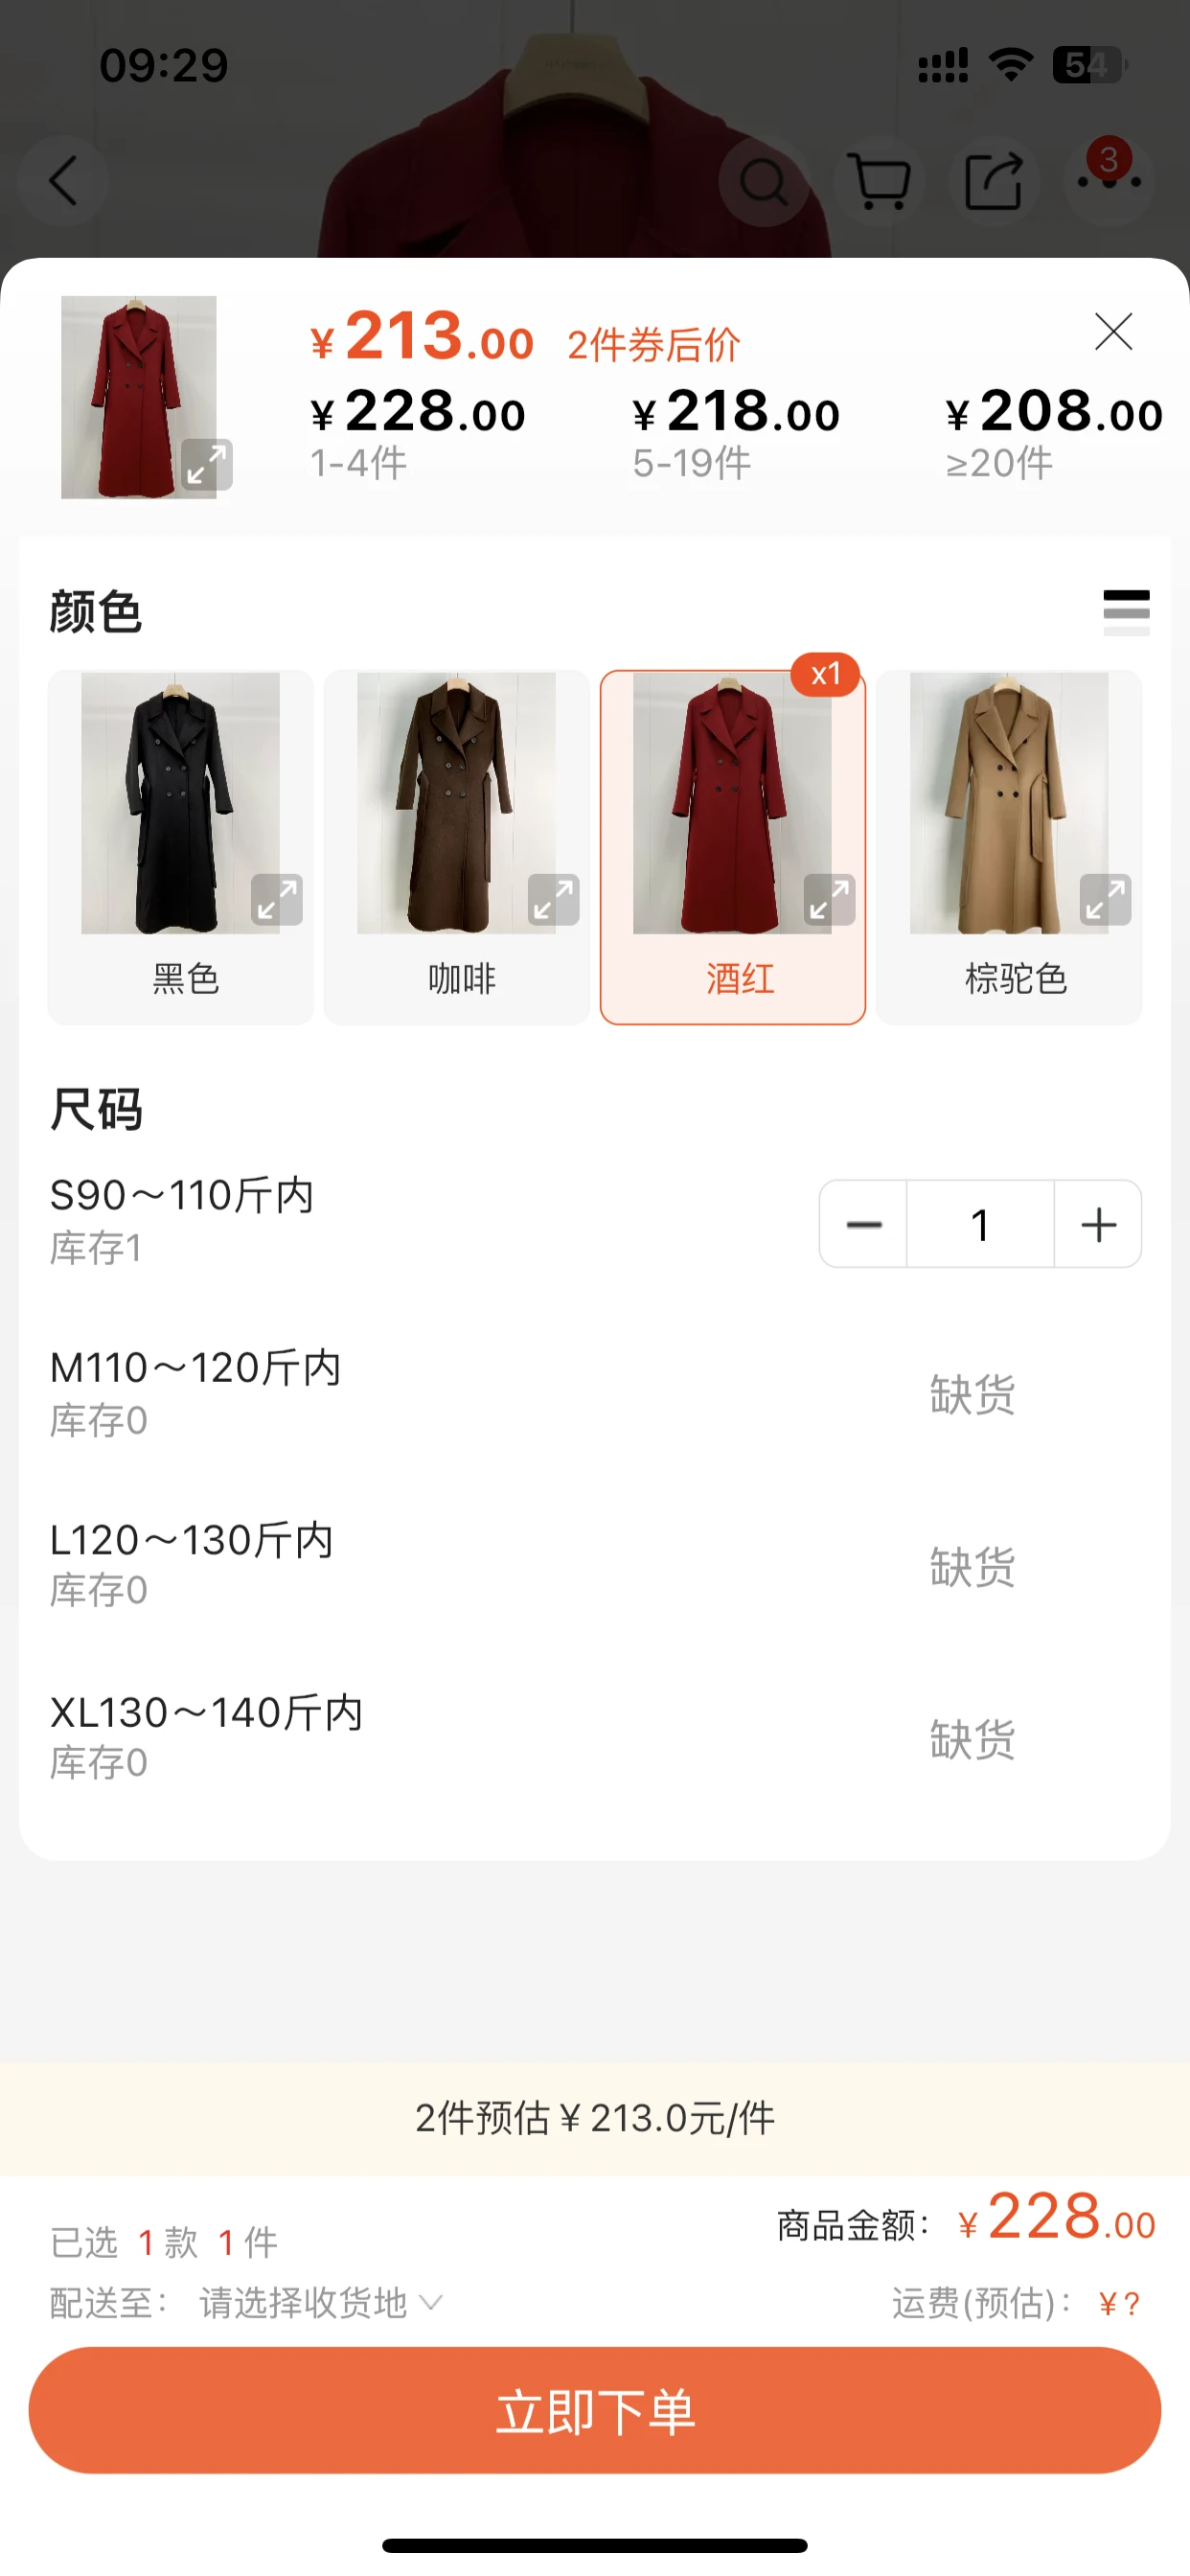 09:29
54
3
¥213.00 2件券后价
¥228.00 ¥218.00 ¥208.00
1-4件 5-19件 ≥20件
颜色
x1
黑色 咖啡 酒红 棕驼色
尺码
S90～110斤内
库存1
1
M110～120斤内
库存0
缺货
L120～130斤内
库存0
缺货
XL130～140斤内
库存0
缺货
2件预估¥213.0元/件
已选 1 款 1 件
商品金额：¥228.00
配送至： 请选择收货地
运费(预估)：¥?
立即下单